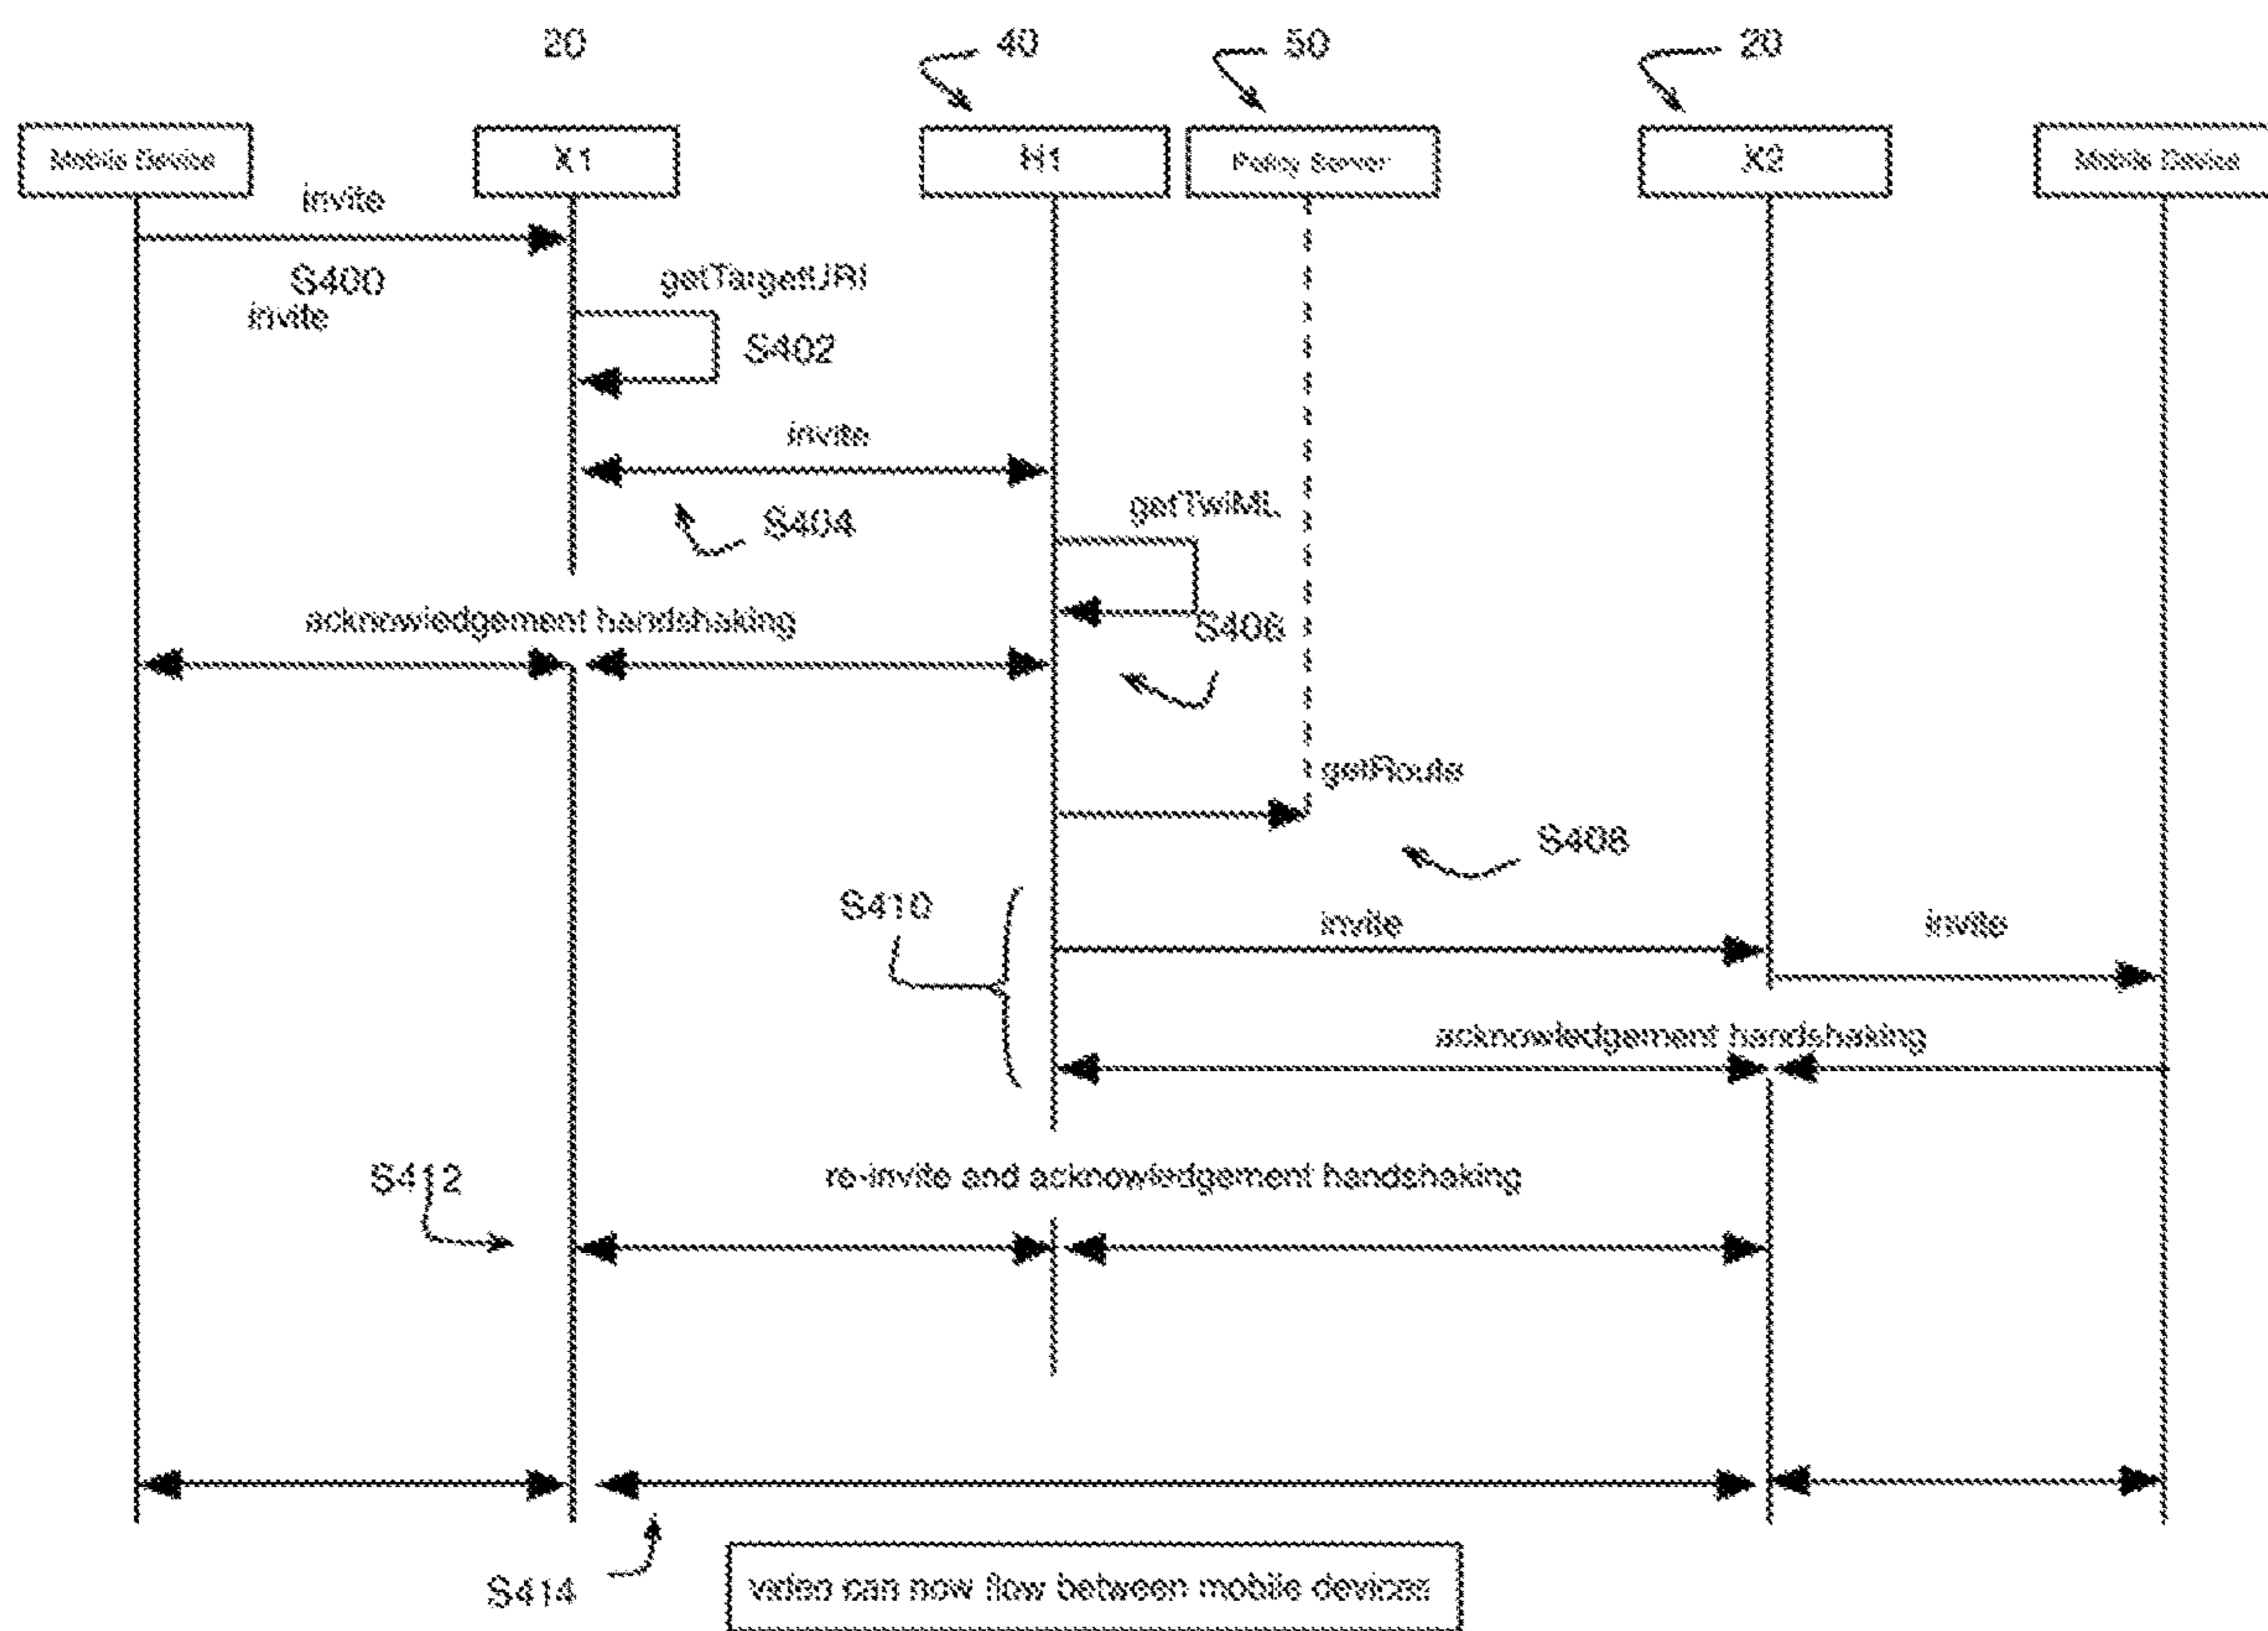 20
40
50
20
Mobile Device
X1
H1
Policy Server
X2
Mobile Device
invite
S400
invite
getTargetURI
S402
invite
S404
getTwiML
S406
acknowledgement handshaking
getRoute
S408
S410
invite
invite
acknowledgement handshaking
S412
re-invite and acknowledgement handshaking
S414
video can now flow between mobile devices